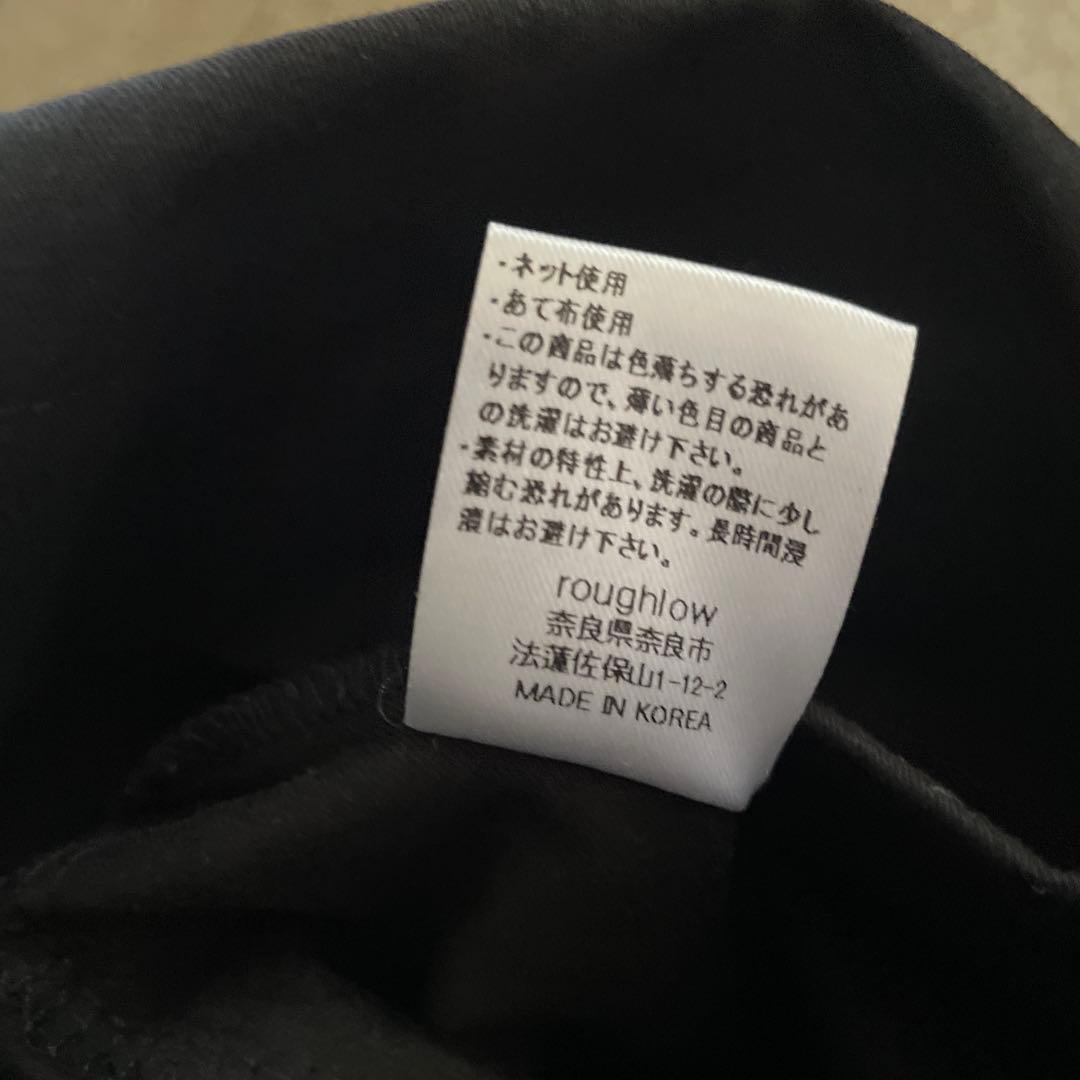 ・ネット使用
・あて布使用
・この商品は色落ちする恐れがあ
りますので、薄い色目の商品と
の洗濯はお避け下さい。
・素材の特性上、洗濯の際に少し
縮む恐れがあります。長時間浸
漬はお避け下さい。
roughlow
奈良県奈良市
法蓮佐保山1-12-2
MADE IN KOREA